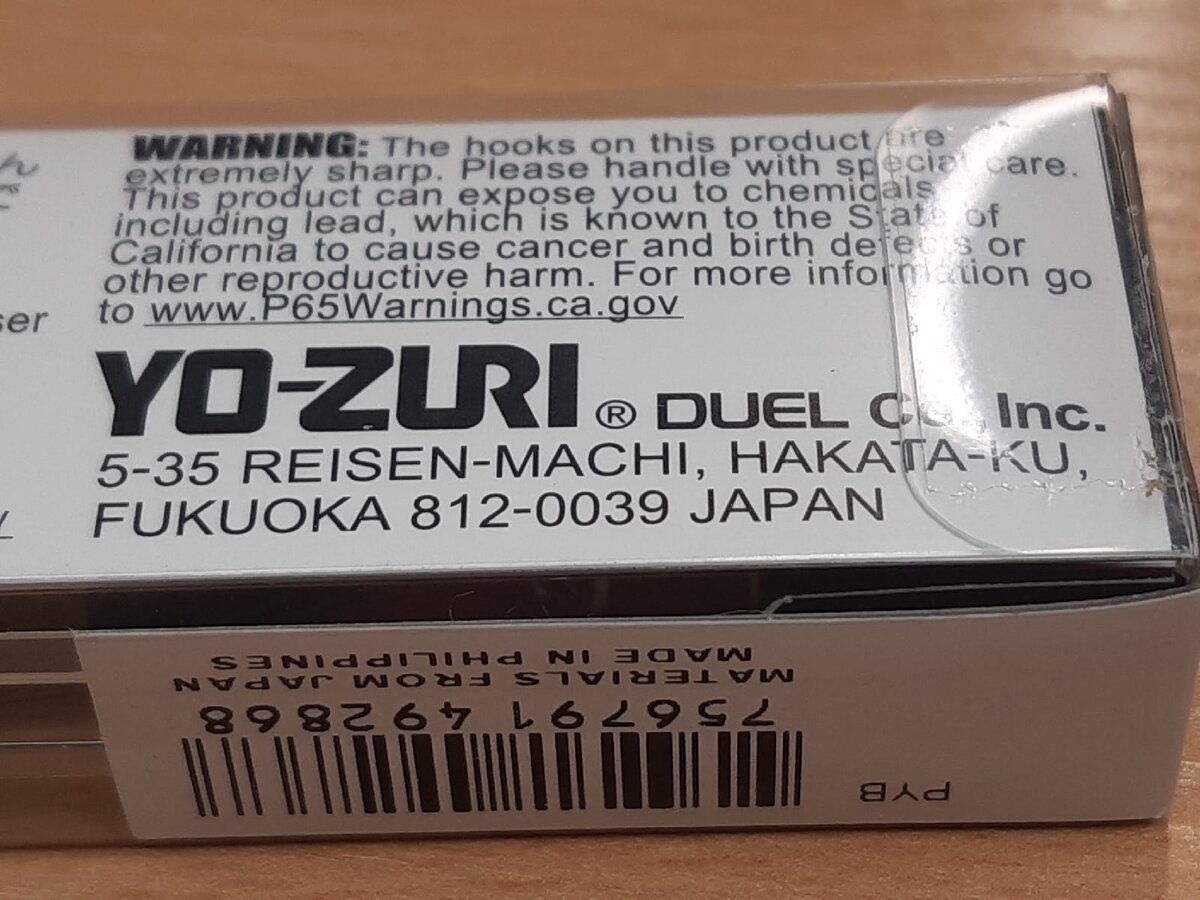 WARNING: The hooks on this product are
extremely sharp. Please handle with special care.
This product can expose you to chemicals
including lead, which is known to the State of
California to cause cancer and birth defects or
other reproductive harm. For more information go
to www.P65Warnings.ca.gov
YO-ZURI ® DUEL Co., Inc.
5-35 REISEN-MACHI, HAKATA-KU,
FUKUOKA 812-0039 JAPAN
PYB
756791 492868
MATERIALS FROM JAPAN
MADE IN PHILIPPINES